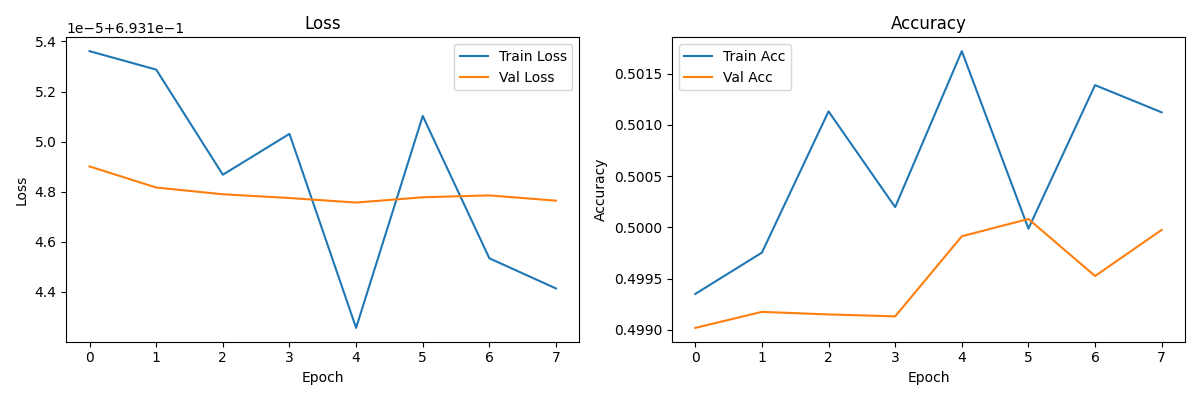 Loss
1e−5+6.931e−1
5.4
5.2
5.0
4.8
4.6
4.4
Loss
0 1 2 3 4 5 6 7
Epoch
Train Loss
Val Loss
Accuracy
0.5015
0.5010
0.5005
0.5000
0.4995
0.4990
Accuracy
0 1 2 3 4 5 6 7
Epoch
Train Acc
Val Acc